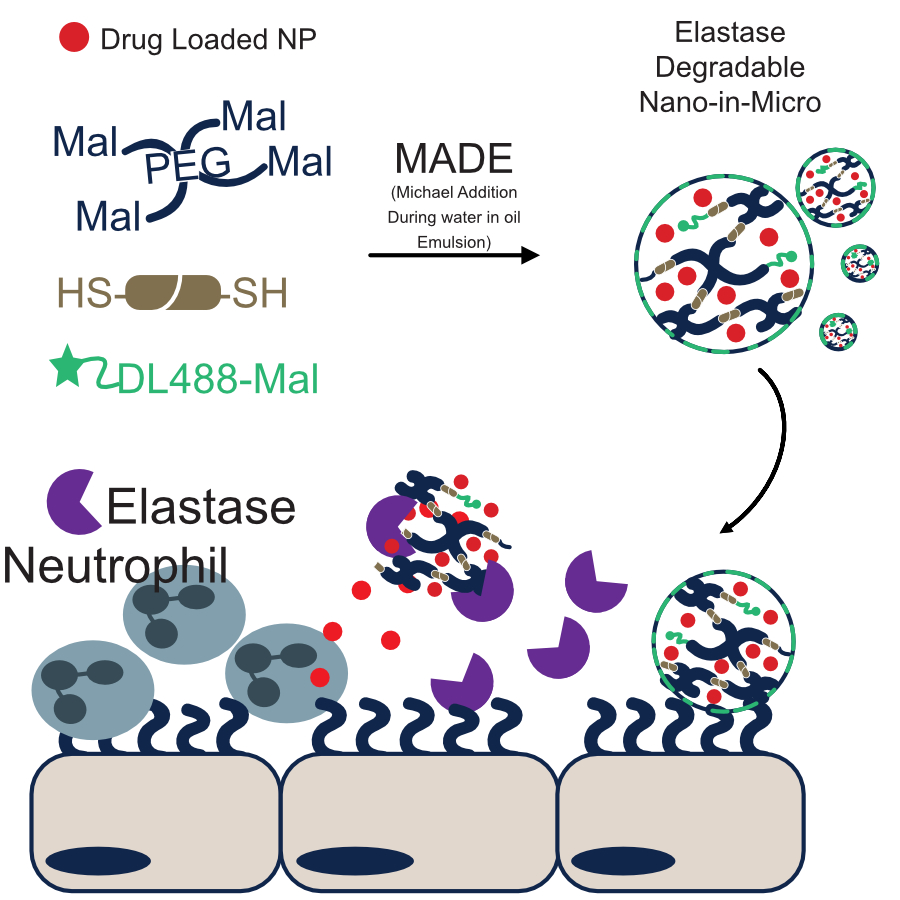 Drug Loaded NP
Mal
Mal
PEG
Mal
Mal
HS
SH
DL488-Mal
MADE
(Michael Addition
During water in oil
Emulsion)
Elastase
Degradable
Nano-in-Micro
Elastase
Neutrophil